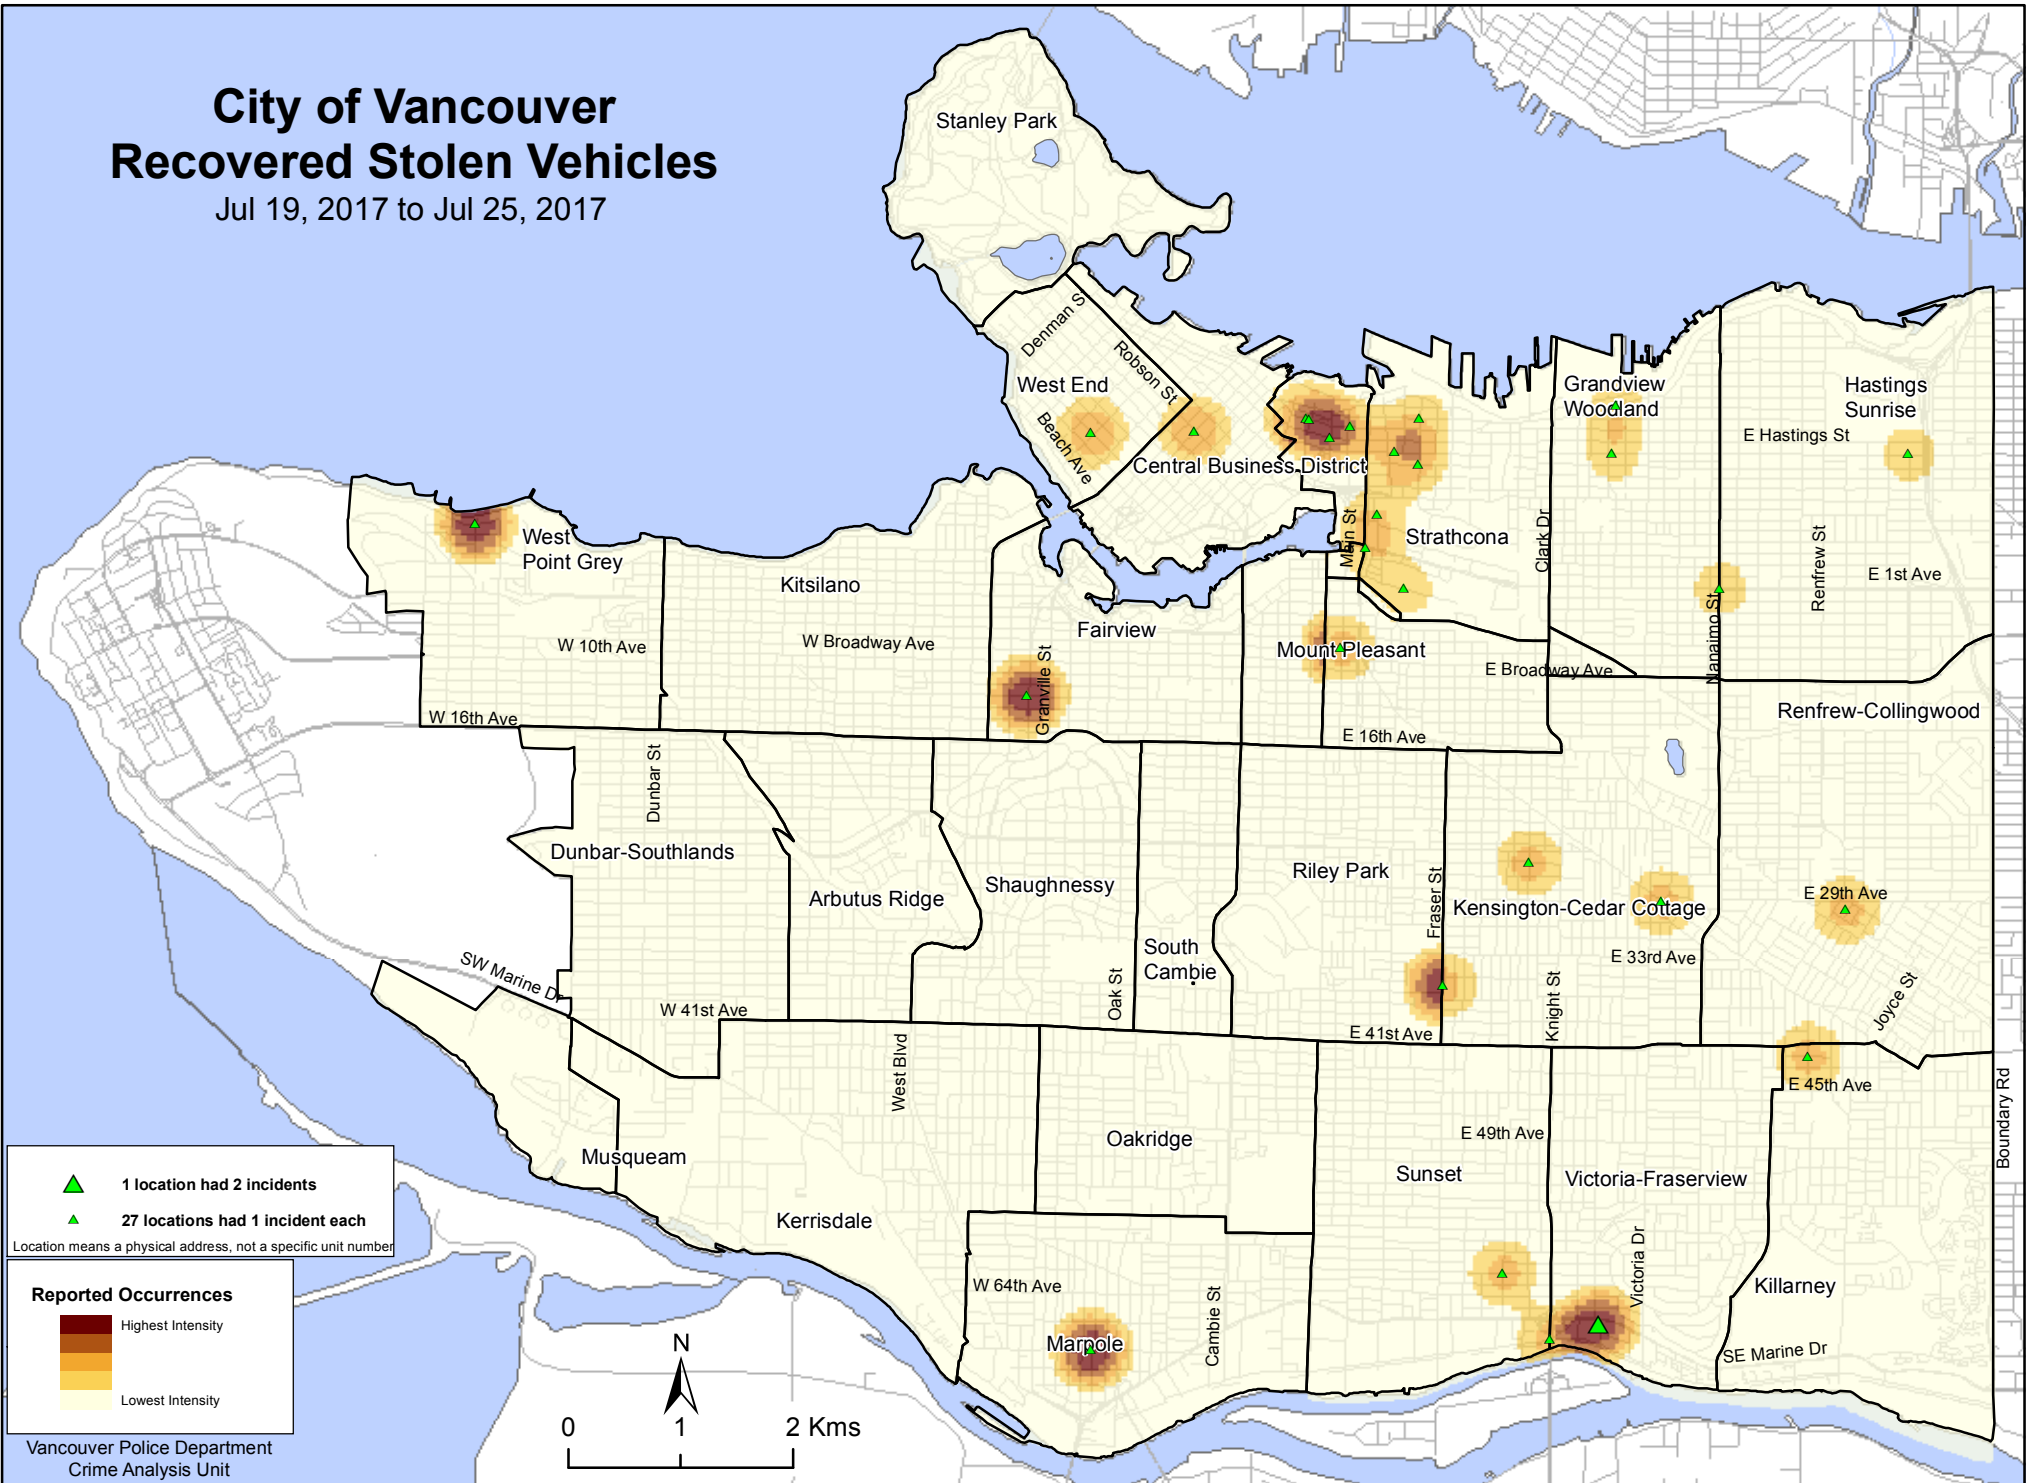 City of Vancouver
Recovered Stolen Vehicles
Jul 19, 2017 to Jul 25, 2017
Stanley Park
Denman S
Robson St
West End
Beach Ave
Central Business District
Grandview
Woodland
Hastings
Sunrise
E Hastings St
West
Point Grey
Kitsilano
Fairview
Main St
Strathcona
Clark Dr
Renfrew St
E 1st Ave
Nanaimo St
W 10th Ave
W Broadway Ave
Granville St
Mount Pleasant
E Broadway Ave
W 16th Ave
E 16th Ave
Renfrew-Collingwood
Dunbar St
Dunbar-Southlands
Arbutus Ridge
Shaughnessy
Riley Park
Fraser St
Kensington-Cedar Cottage
E 29th Ave
South
Cambie
E 33rd Ave
SW Marine Dr
W 41st Ave
Oak St
E 41st Ave
Knight St
Joyce St
West Blvd
E 45th Ave
Boundary Rd
Musqueam
Oakridge
E 49th Ave
Sunset
Victoria-Fraserview
Kerrisdale
W 64th Ave
Cambie St
Victoria Dr
Killarney
Marpole
SE Marine Dr
1 location had 2 incidents
27 locations had 1 incident each
Location means a physical address, not a specific unit number
Reported Occurrences
Highest Intensity
Lowest Intensity
N
0 1 2 Kms
Vancouver Police Department
Crime Analysis Unit